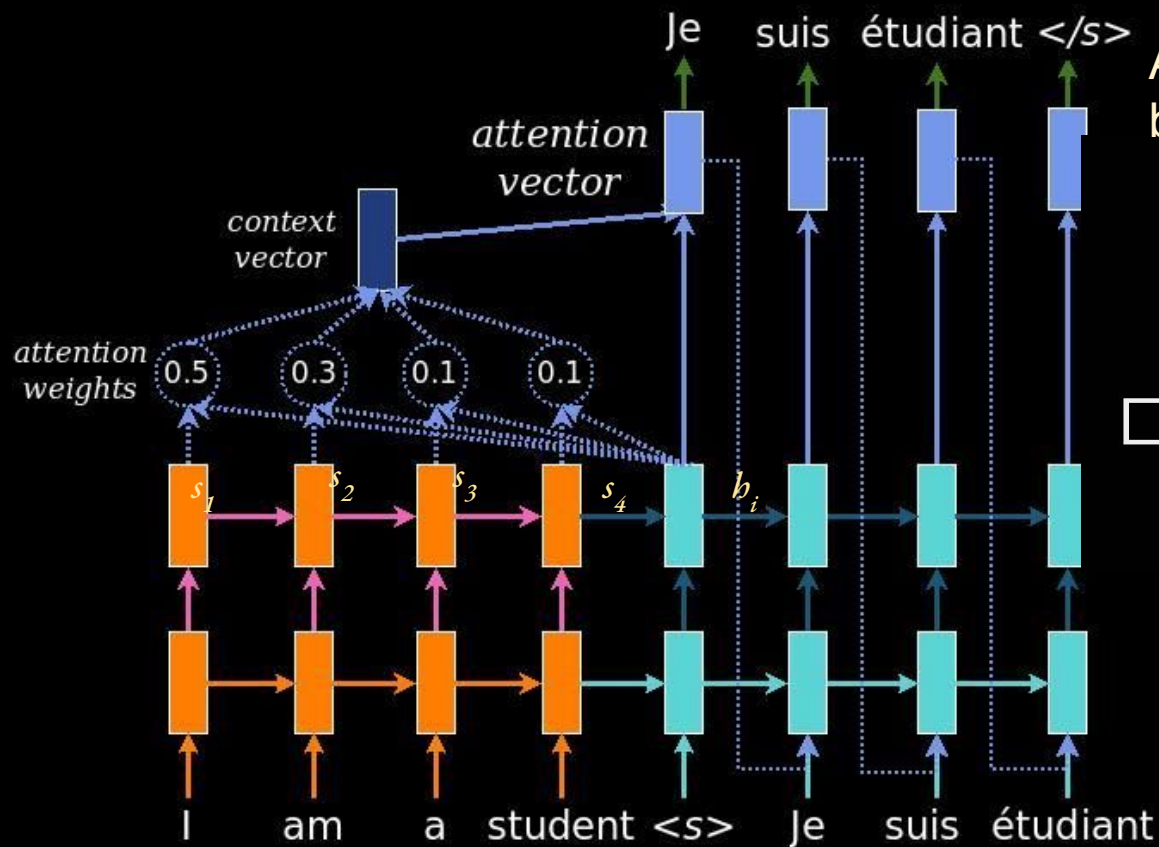 Je suis étudiant </s>
A
b
attention
vector
context
vector
attention
weights
0.5 0.3 0.1 0.1
s1 s2 s3 s4 hi
I am a student <s> Je suis étudiant